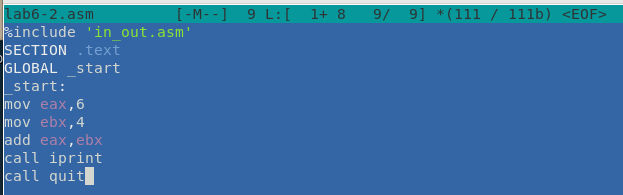 lab6-2.asm [-M--] 9 L:[ 1+ 8 9/ 9] *(111 / 111b) <EOF>
%include 'in_out.asm'
SECTION .text
GLOBAL _start
_start:
mov eax,6
mov ebx,4
add eax,ebx
call iprint
call quit